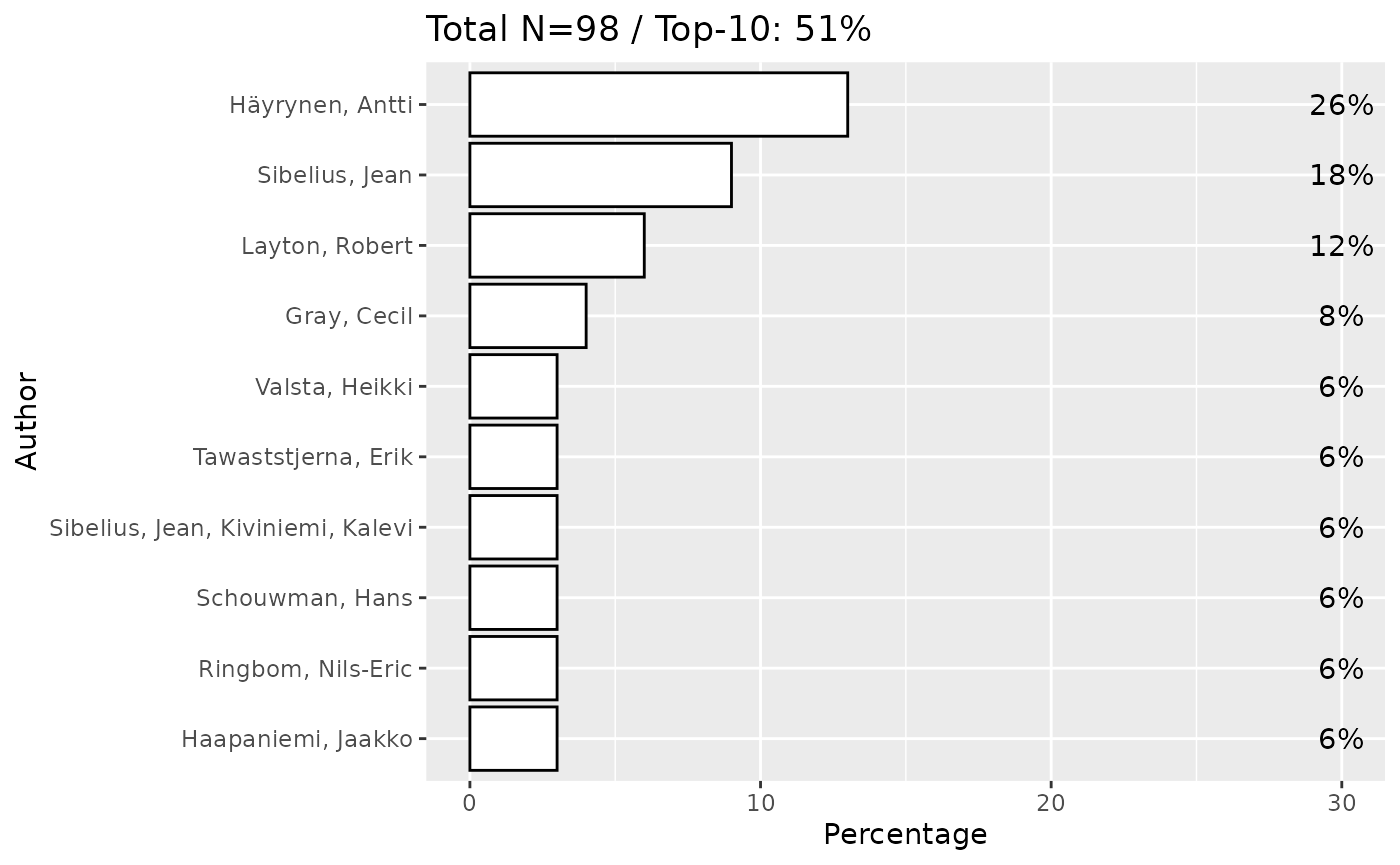 Total N=98 / Top-10: 51%
Häyrynen, Antti 26%
Sibelius, Jean 18%
Layton, Robert 12%
Gray, Cecil 8%
Valsta, Heikki 6%
Tawaststjerna, Erik 6%
Sibelius, Jean, Kiviniemi, Kalevi 6%
Schouwman, Hans 6%
Ringbom, Nils-Eric 6%
Haapaniemi, Jaakko 6%
Author
0 10 20 30
Percentage